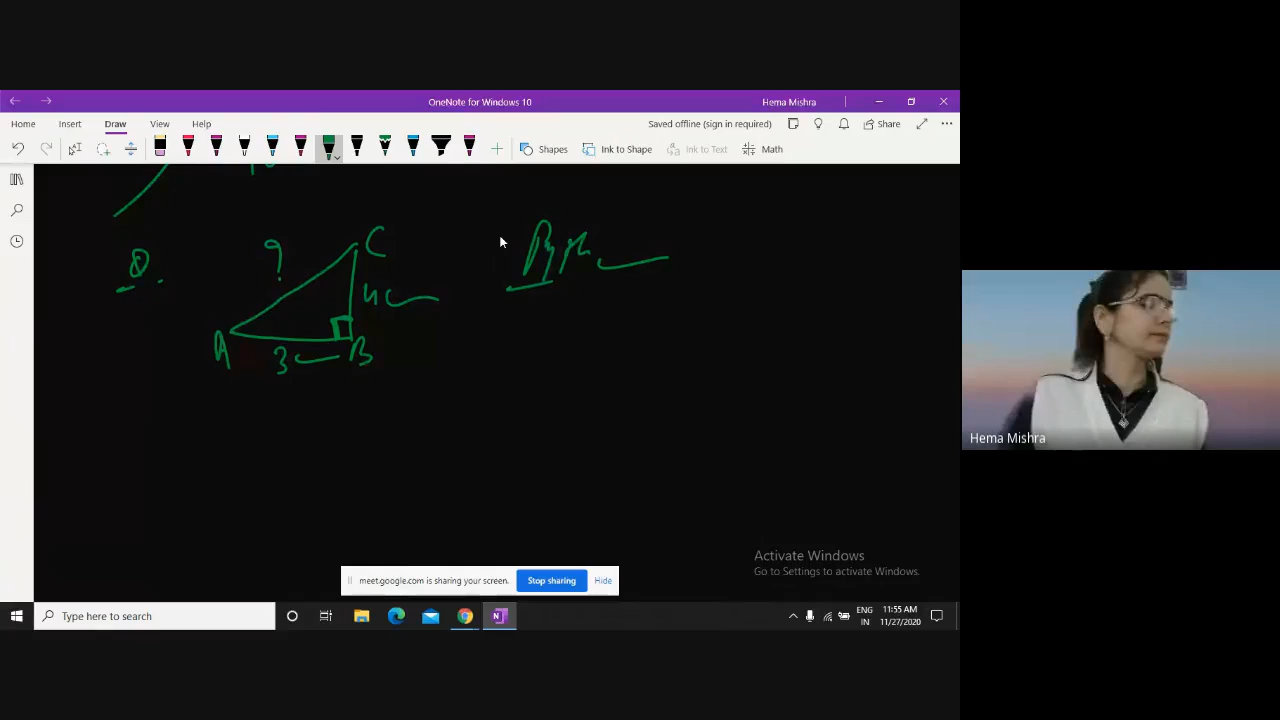 OneNote for Windows 10
Hema Mishra
Home Insert Draw View Help
Saved offline (sign in required)
Share
Shapes
Ink to Shape
Ink to Text
Math
Q.
?
C
4
A
3
B
Pyth
Hema Mishra
Activate Windows
Go to Settings to activate Windows.
meet.google.com is sharing your screen.
Stop sharing
Hide
Type here to search
ENG
IN
11:55 AM
11/27/2020